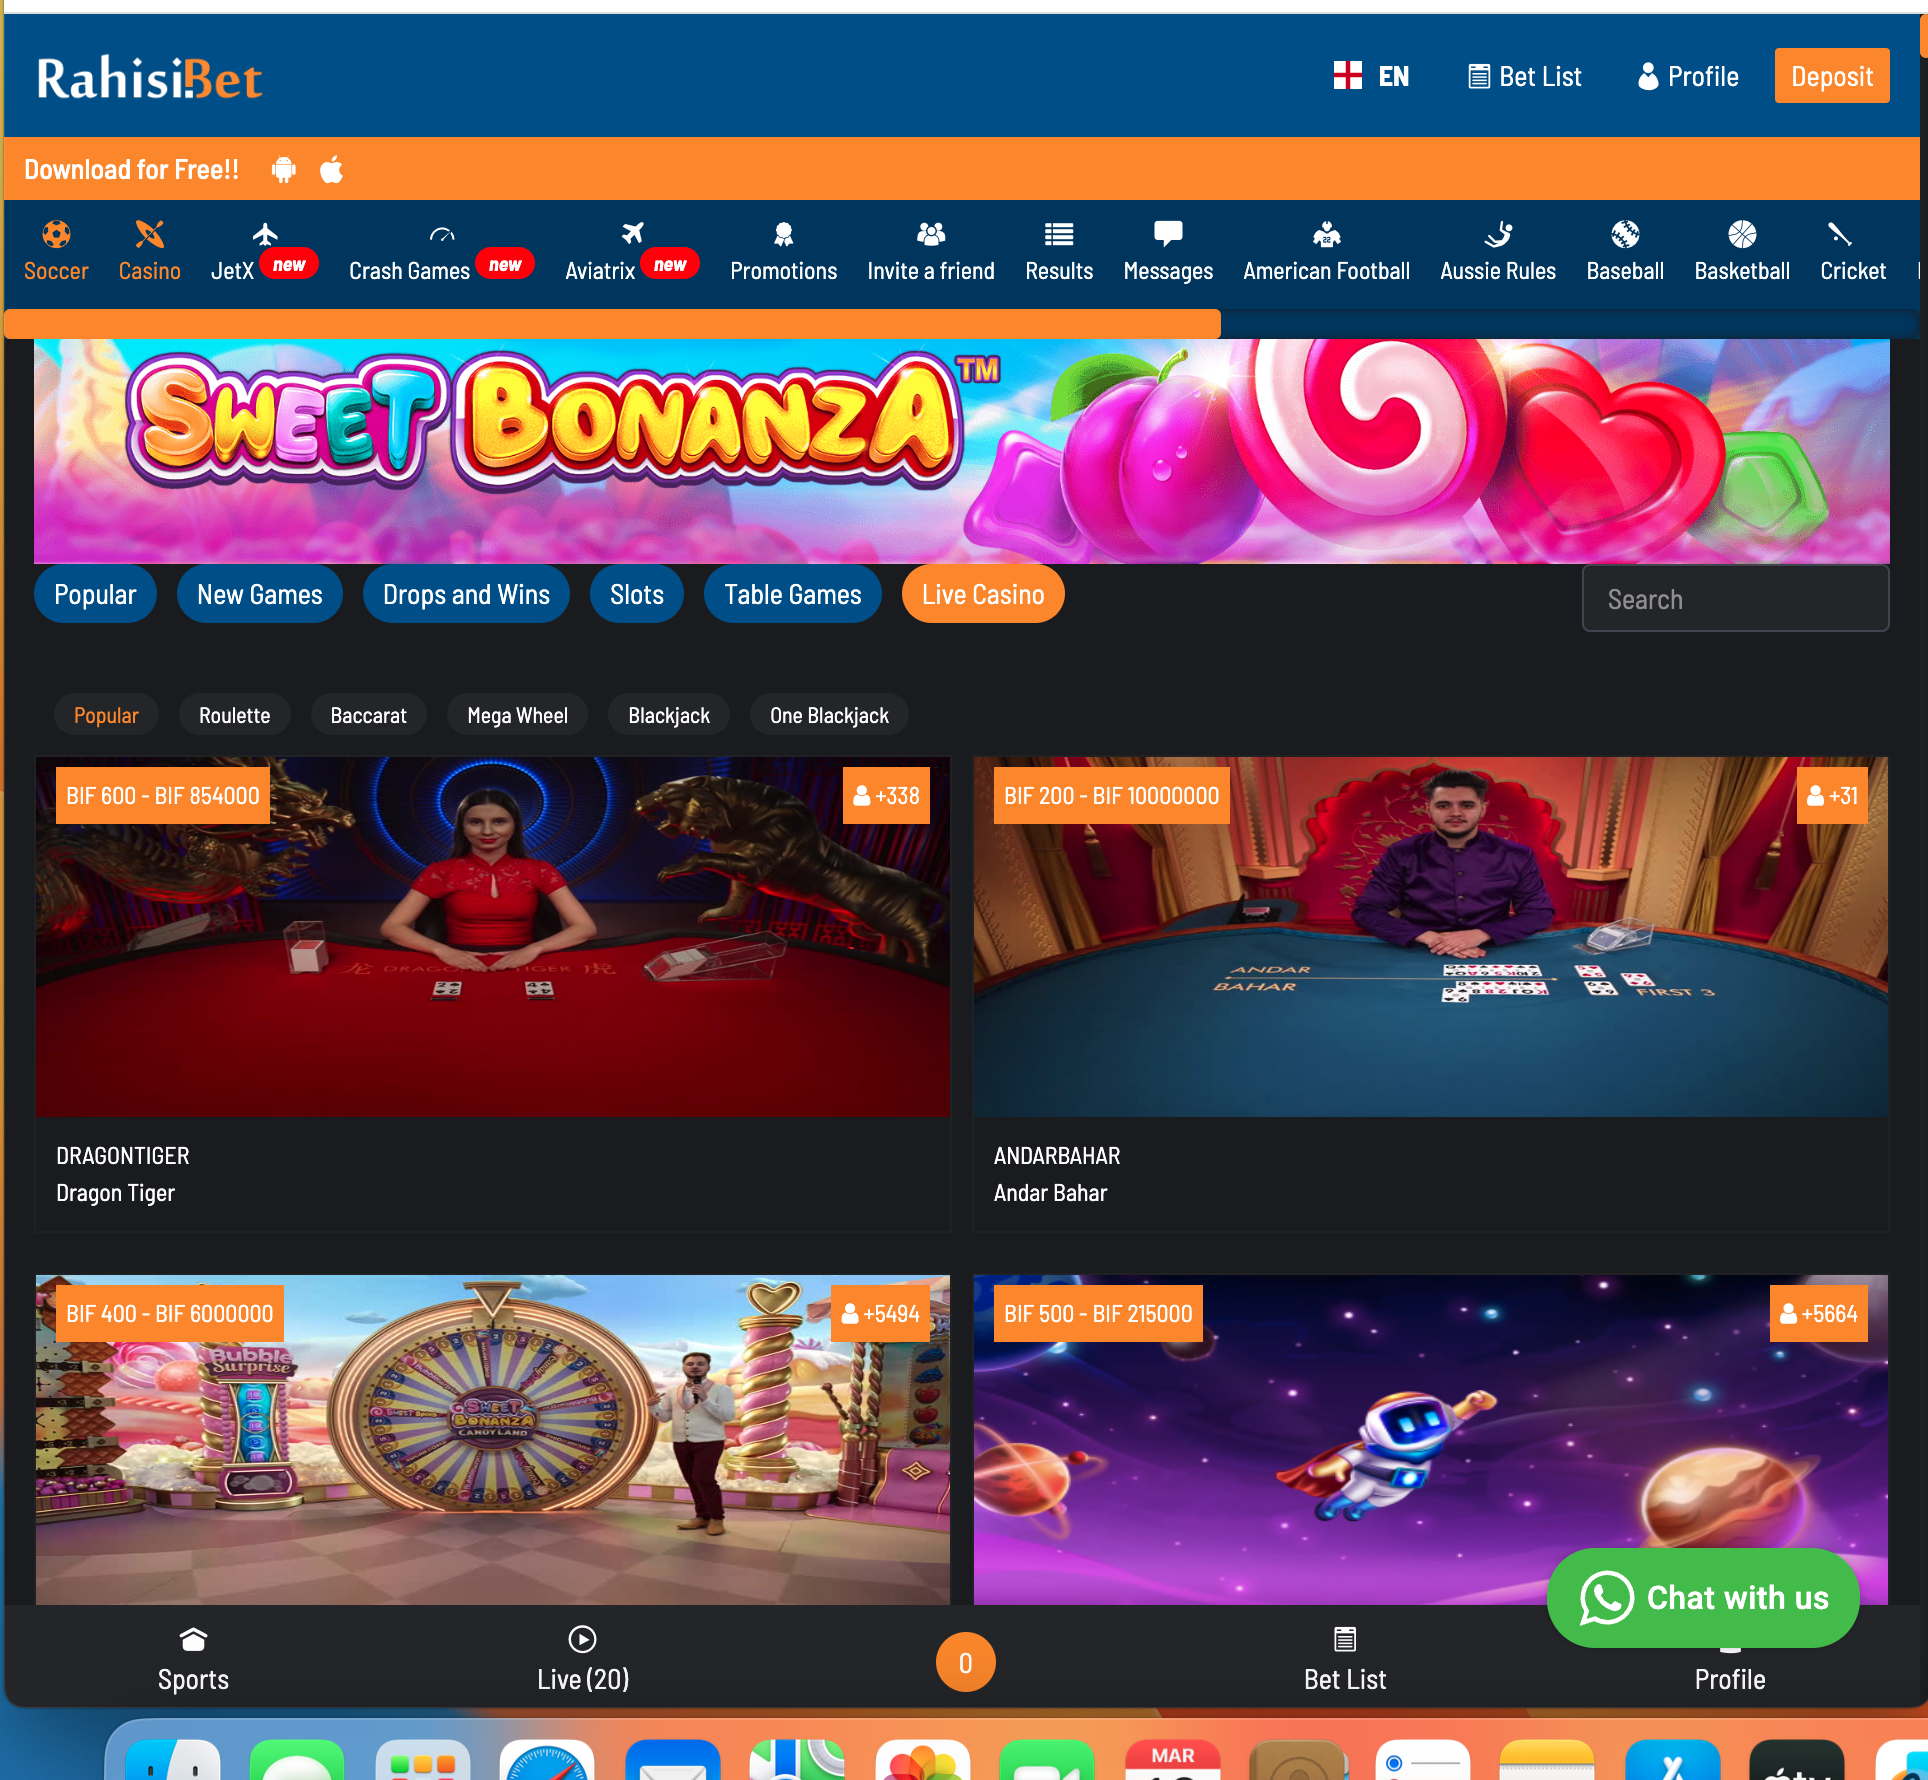 RahisiBet
EN
Bet List
Profile
Deposit
Download for Free!!
Soccer
Casino
JetX new
Crash Games new
Aviatrix new
Promotions
Invite a friend
Results
Messages
American Football
Aussie Rules
Baseball
Basketball
Cricket
SWEET BONANZA™
Popular
New Games
Drops and Wins
Slots
Table Games
Live Casino
Search
Popular
Roulette
Baccarat
Mega Wheel
Blackjack
One Blackjack
BIF 600 - BIF 854000
+338
龙 DRAGON TIGER 虎
DRAGONTIGER
Dragon Tiger
BIF 200 - BIF 10000000
+31
ANDAR
BAHAR
FIRST 3
ANDARBAHAR
Andar Bahar
BIF 400 - BIF 6000000
+5494
Bubble
Surprise
SWEET
BONANZA
CANDYLAND
BIF 500 - BIF 215000
+5664
Chat with us
Sports
Live (20)
0
Bet List
Profile
MAR